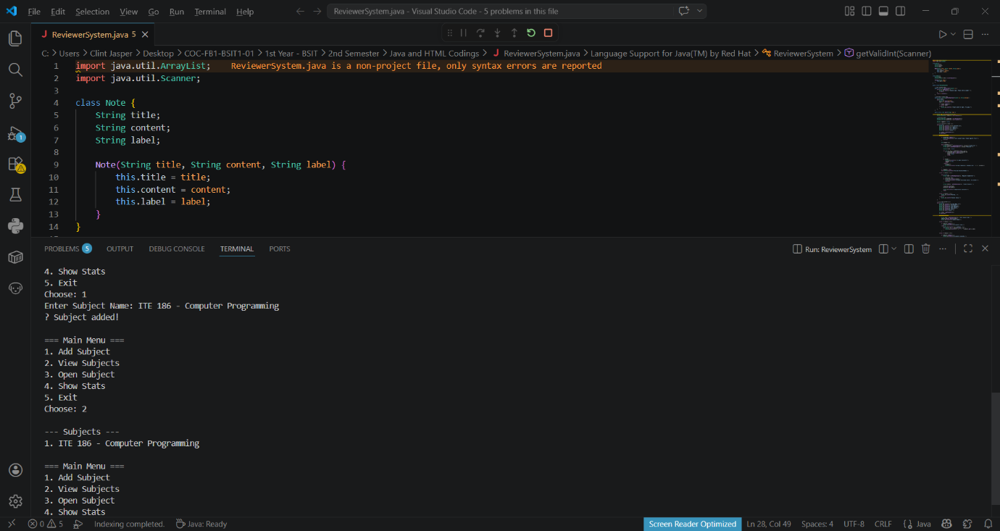 File Edit Selection View Go Run Terminal Help
ReviewerSystem.java - Visual Studio Code - 5 problems in this file
J ReviewerSystem.java 5
C: > Users > Clint Jasper > Desktop > COC-FB1-BSIT1-01 > 1st Year - BSIT > 2nd Semester > Java and HTML Codings > J ReviewerSystem.java > Language Support for Java(TM) by Red Hat > ReviewerSystem > getValidInt(Scanner)
1 import java.util.ArrayList; ReviewerSystem.java is a non-project file, only syntax errors are reported
2 import java.util.Scanner;
3
4 class Note {
5 String title;
6 String content;
7 String label;
8
9 Note(String title, String content, String label) {
10 this.title = title;
11 this.content = content;
12 this.label = label;
13 }
14 }
1
PROBLEMS 5 OUTPUT DEBUG CONSOLE TERMINAL PORTS
Run: ReviewerSystem
4. Show Stats
5. Exit
Choose: 1
Enter Subject Name: ITE 186 - Computer Programming
? Subject added!
=== Main Menu ===
1. Add Subject
2. View Subjects
3. Open Subject
4. Show Stats
5. Exit
Choose: 2
--- Subjects ---
1. ITE 186 - Computer Programming
=== Main Menu ===
1. Add Subject
2. View Subjects
3. Open Subject
4. Show Stats
0 5 Indexing completed. Java: Ready
Screen Reader Optimized Ln 28, Col 49 Spaces: 4 UTF-8 CRLF {} Java